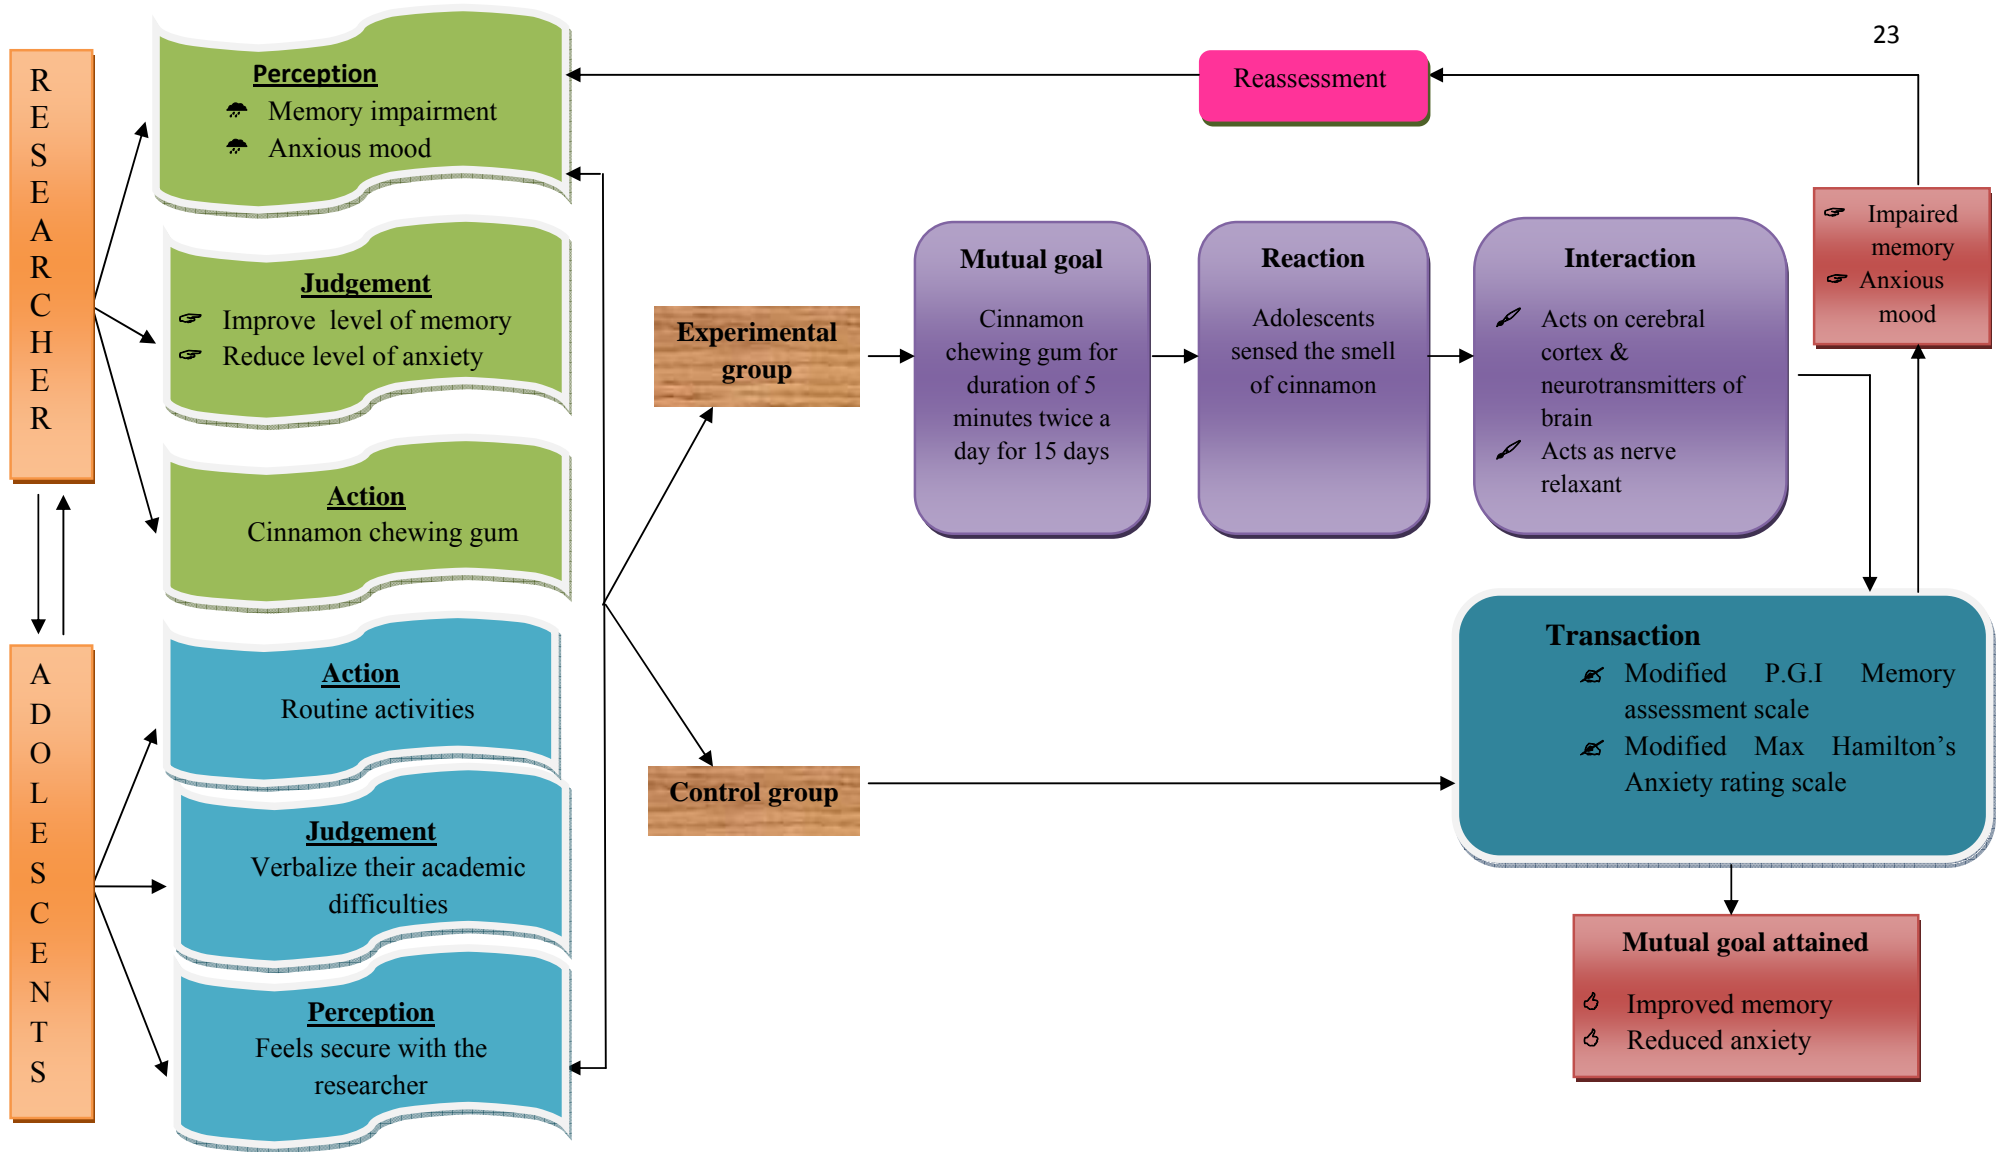 23
RESEARCHER
Perception
Memory impairment
Anxious mood
Judgement
Improve level of memory
Reduce level of anxiety
Action
Cinnamon chewing gum
ADOLESCENTS
Action
Routine activities
Judgement
Verbalize their academic
difficulties
Perception
Feels secure with the
researcher
Experimental
group
Control group
Mutual goal
Cinnamon
chewing gum for
duration of 5
minutes twice a
day for 15 days
Reaction
Adolescents
sensed the smell
of cinnamon
Interaction
Acts on cerebral
cortex &
neurotransmitters of
brain
Acts as nerve
relaxant
Reassessment
Impaired
memory
Anxious
mood
Transaction
Modified P.G.I Memory
assessment scale
Modified Max Hamilton’s
Anxiety rating scale
Mutual goal attained
Improved memory
Reduced anxiety